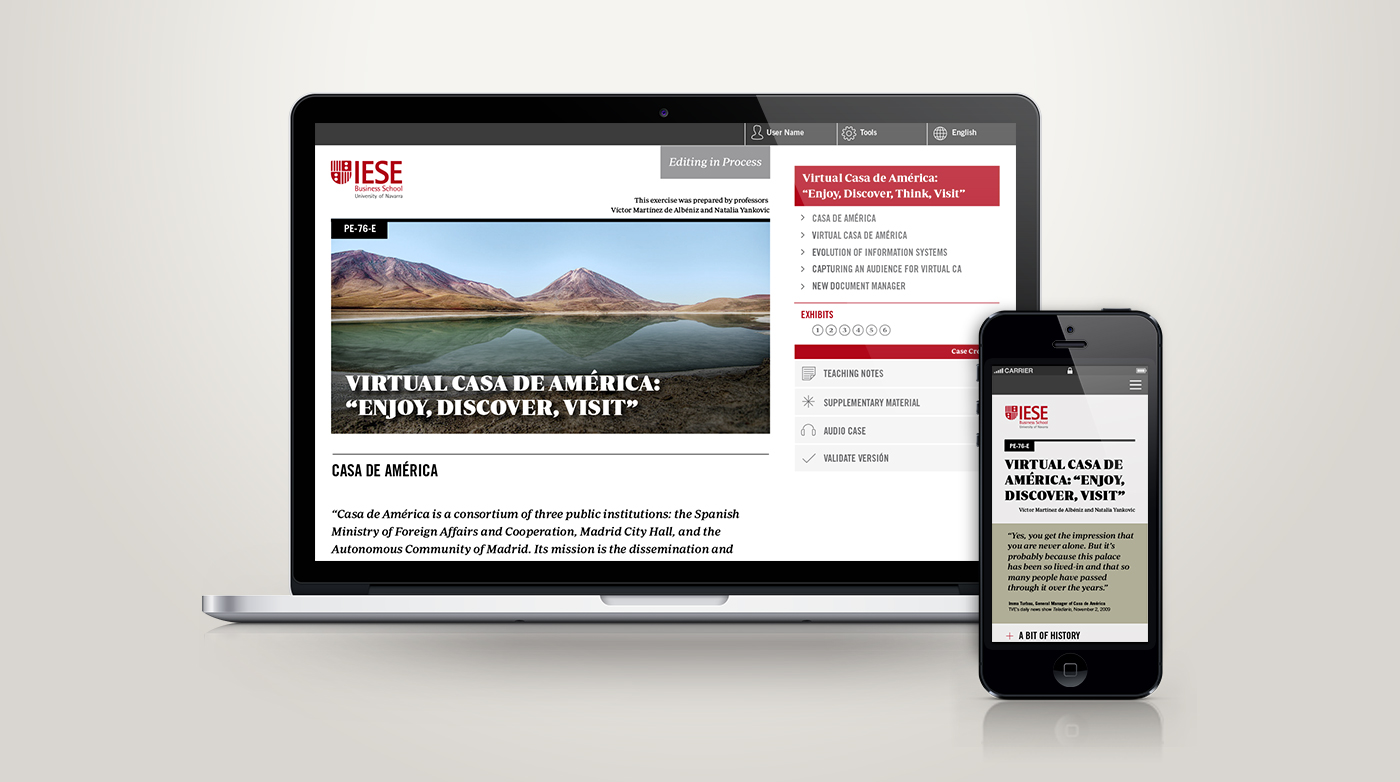 User Name
Tools
English
IESE
Business School
University of Navarra
Editing in Process
This exercise was prepared by professors
Víctor Martínez de Albéniz and Natalia Yankovic
PE-76-E
VIRTUAL CASA DE AMÉRICA:
“ENJOY, DISCOVER, VISIT”
CASA DE AMÉRICA
“Casa de América is a consortium of three public institutions: the Spanish
Ministry of Foreign Affairs and Cooperation, Madrid City Hall, and the
Autonomous Community of Madrid. Its mission is the dissemination and
Virtual Casa de América:
“Enjoy, Discover, Think, Visit”
> CASA DE AMÉRICA
> VIRTUAL CASA DE AMÉRICA
> EVOLUTION OF INFORMATION SYSTEMS
> CAPTURING AN AUDIENCE FOR VIRTUAL CA
> NEW DOCUMENT MANAGER
EXHIBITS
1 2 3 4 5 6
Case Cre
TEACHING NOTES
SUPPLEMENTARY MATERIAL
AUDIO CASE
VALIDATE VERSIÓN
CARRIER
IESE
Business School
University of Navarra
PE-76-E
VIRTUAL CASA DE
AMÉRICA: “ENJOY,
DISCOVER, VISIT”
Víctor Martínez de Albéniz and Natalia Yankovic
“Yes, you get the impression that
you are never alone. But it’s
probably because this palace
has been so lived-in and that so
many people have passed
through it over the years.”
Imma Turbau, General Manager of Casa de América
TVE's daily news show Telediario, November 2, 2009
+ A BIT OF HISTORY